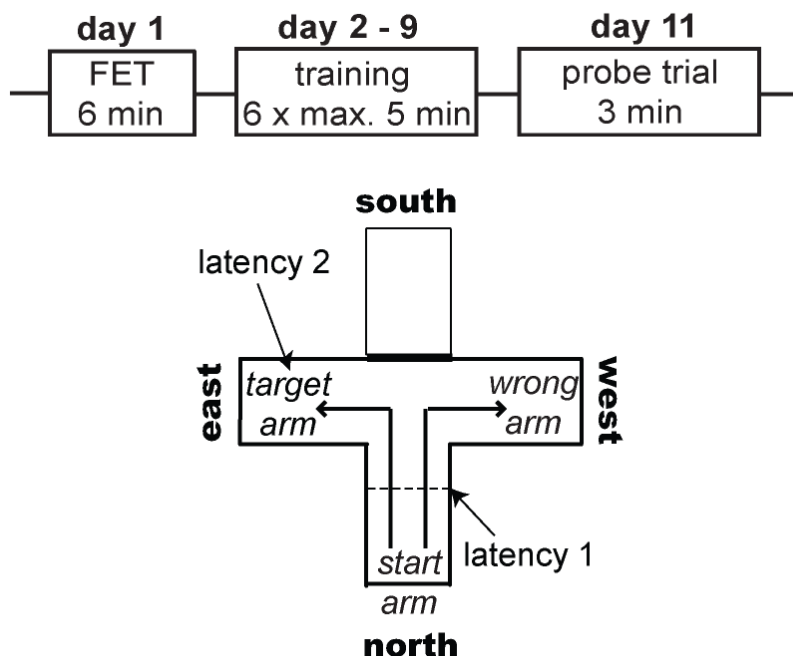 day 1
day 2 - 9
day 11
FET
6 min
training
6 x max. 5 min
probe trial
3 min
south
latency 2
east
target
arm
wrong
arm
west
start
arm
latency 1
north